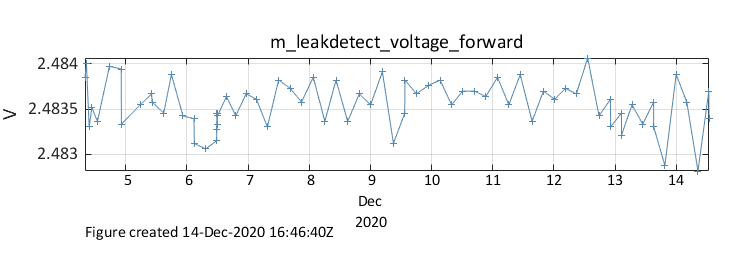 m_leakdetect_voltage_forward
2.484
2.4835
2.483
V
5 6 7 8 9 10 11 12 13 14
Dec
2020
Figure created 14-Dec-2020 16:46:40Z